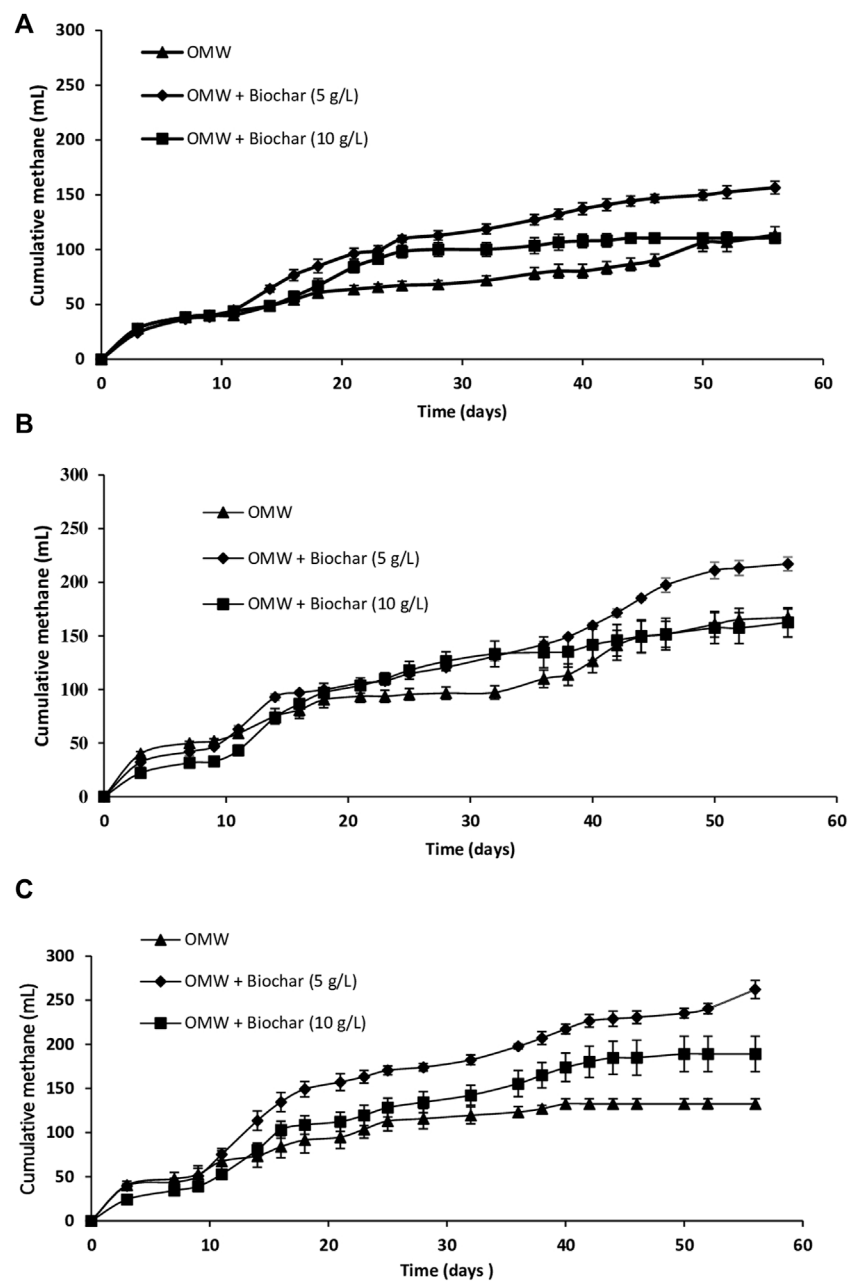 A
300
250
200
150
100
50
0
Cumulative methane (mL)
OMW
OMW + Biochar (5 g/L)
OMW + Biochar (10 g/L)
0 10 20 30 40 50 60
Time (days)
B
300
250
200
150
100
50
0
Cumulative methane (mL)
OMW
OMW + Biochar (5 g/L)
OMW + Biochar (10 g/L)
0 10 20 30 40 50 60
Time (days)
C
300
250
200
150
100
50
0
Cumulative methane (mL)
OMW
OMW + Biochar (5 g/L)
OMW + Biochar (10 g/L)
0 10 20 30 40 50 60
Time (days )